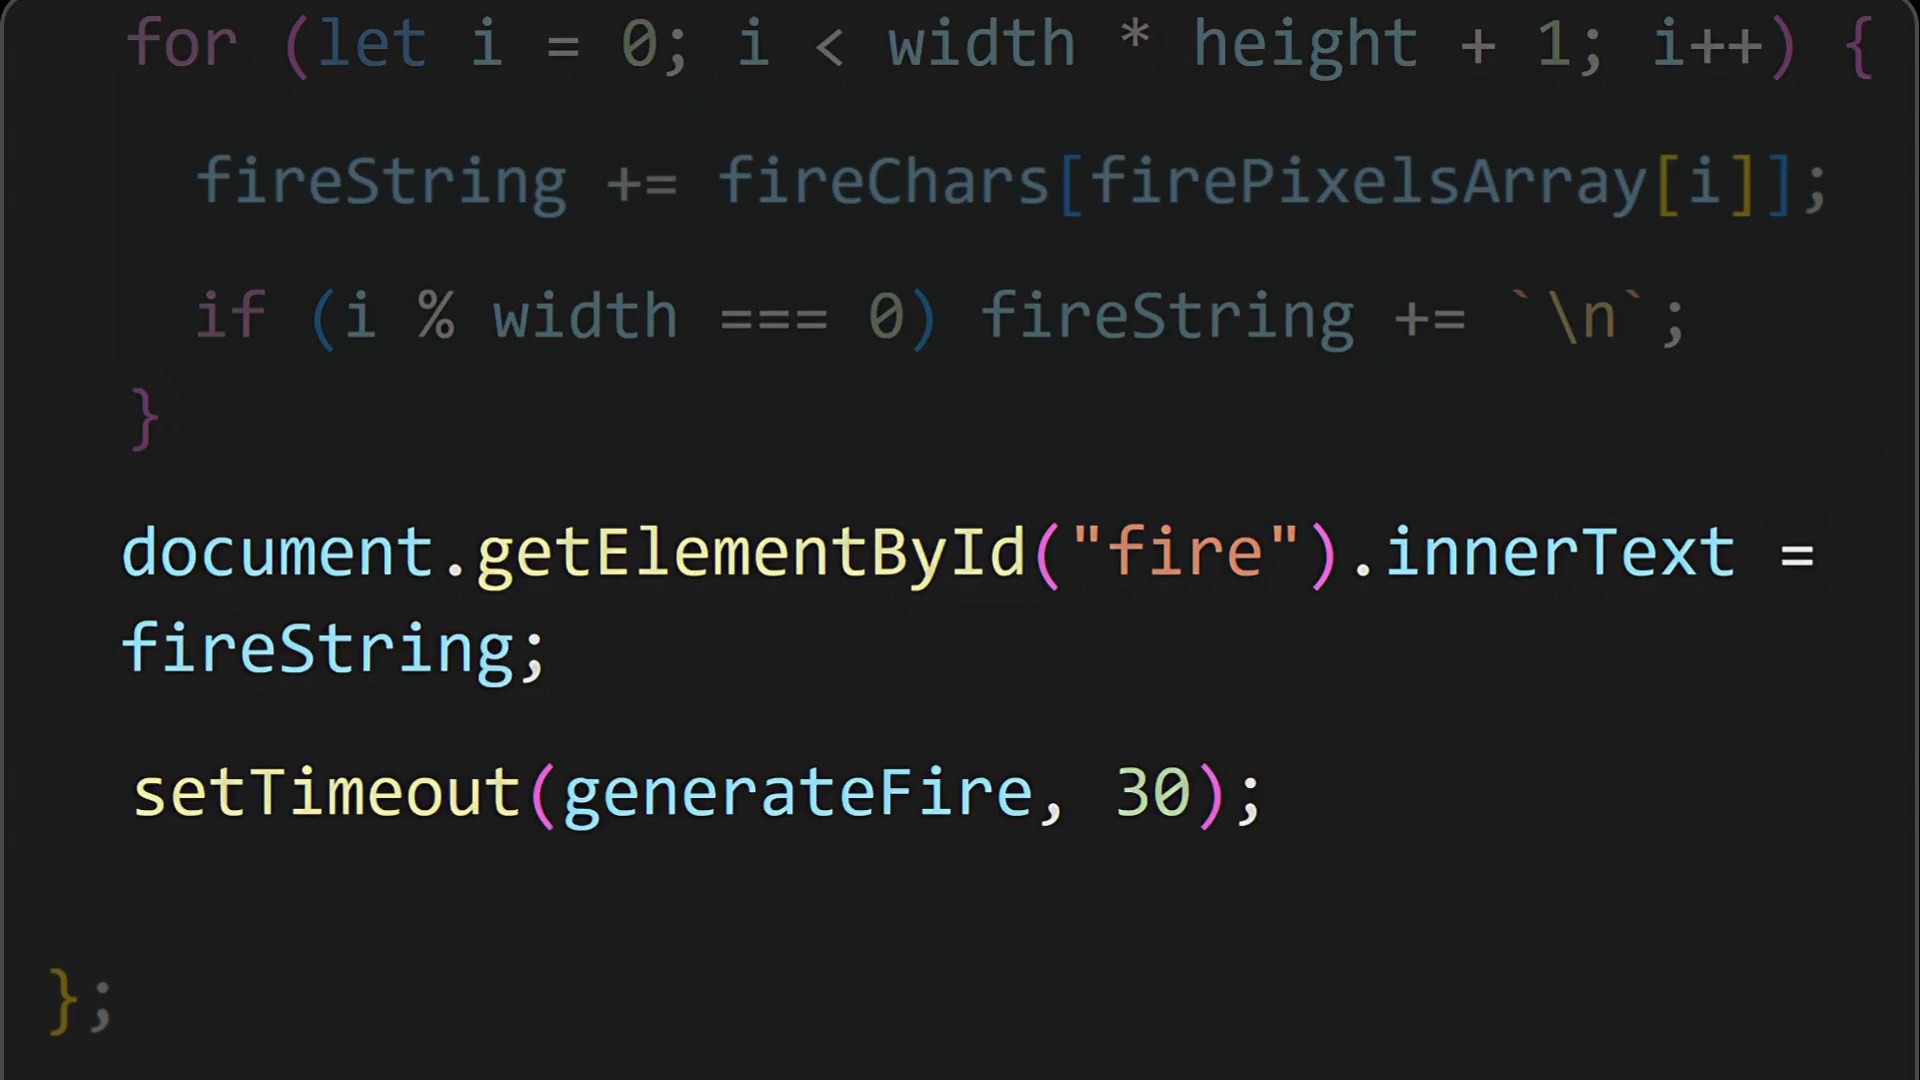 for (let i = 0; i < width * height + 1; i++) {
fireString += fireChars[firePixelsArray[i]];
if (i % width === 0) fireString += `\n`;
}
document.getElementById("fire").innerText =
fireString;
setTimeout(generateFire, 30);
};